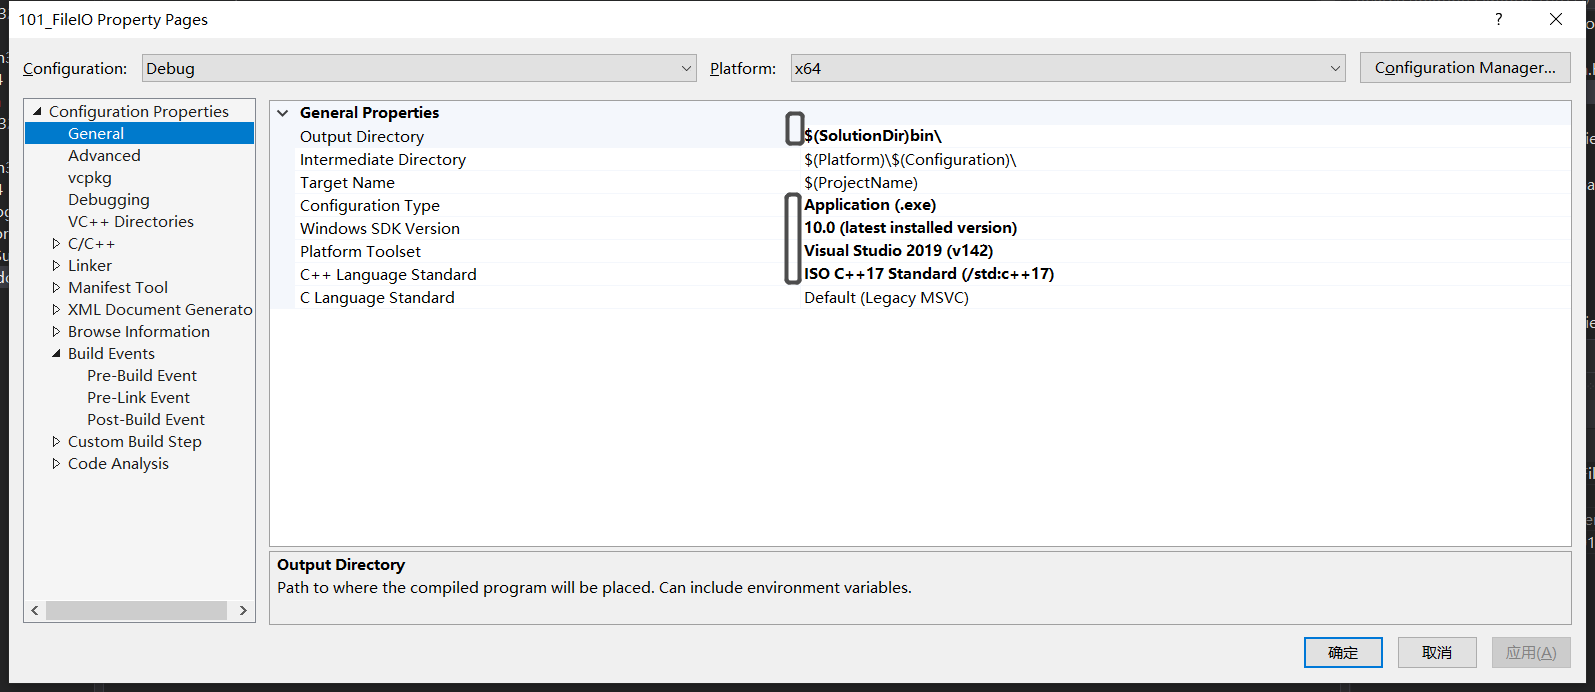 101_FileIO Property Pages
?
Configuration: Debug Platform: x64 Configuration Manager...
Configuration Properties
General
Advanced
vcpkg
Debugging
VC++ Directories
C/C++
Linker
Manifest Tool
XML Document Generato
Browse Information
Build Events
Pre-Build Event
Pre-Link Event
Post-Build Event
Custom Build Step
Code Analysis
General Properties
Output Directory $(SolutionDir)bin\
Intermediate Directory $(Platform)\$(Configuration)\
Target Name $(ProjectName)
Configuration Type Application (.exe)
Windows SDK Version 10.0 (latest installed version)
Platform Toolset Visual Studio 2019 (v142)
C++ Language Standard ISO C++17 Standard (/std:c++17)
C Language Standard Default (Legacy MSVC)
Output Directory
Path to where the compiled program will be placed. Can include environment variables.
确定 取消 应用(A)